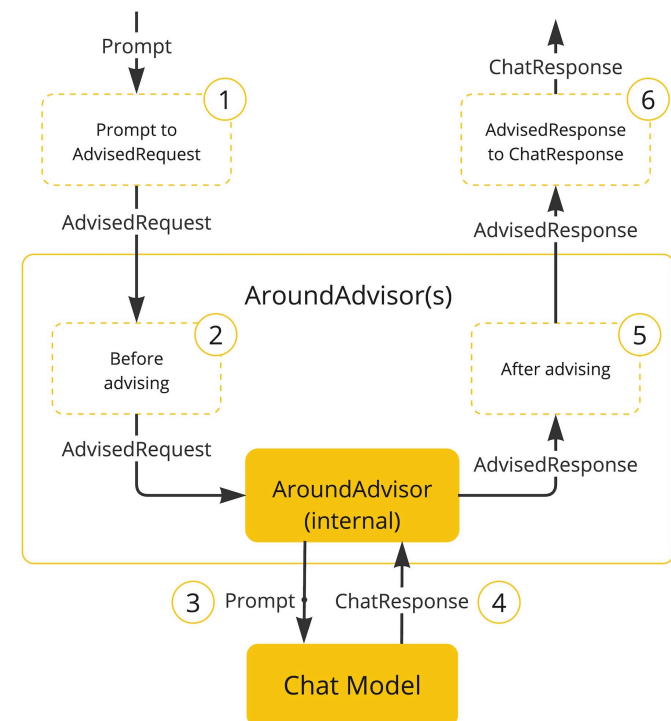 Prompt
ChatResponse
1
6
Prompt to
AdvisedRequest
AdvisedResponse
to ChatResponse
AdvisedRequest
AdvisedResponse
AroundAdvisor(s)
2
5
Before
advising
After advising
AdvisedRequest
AdvisedResponse
AroundAdvisor
(internal)
3
Prompt
ChatResponse
4
Chat Model